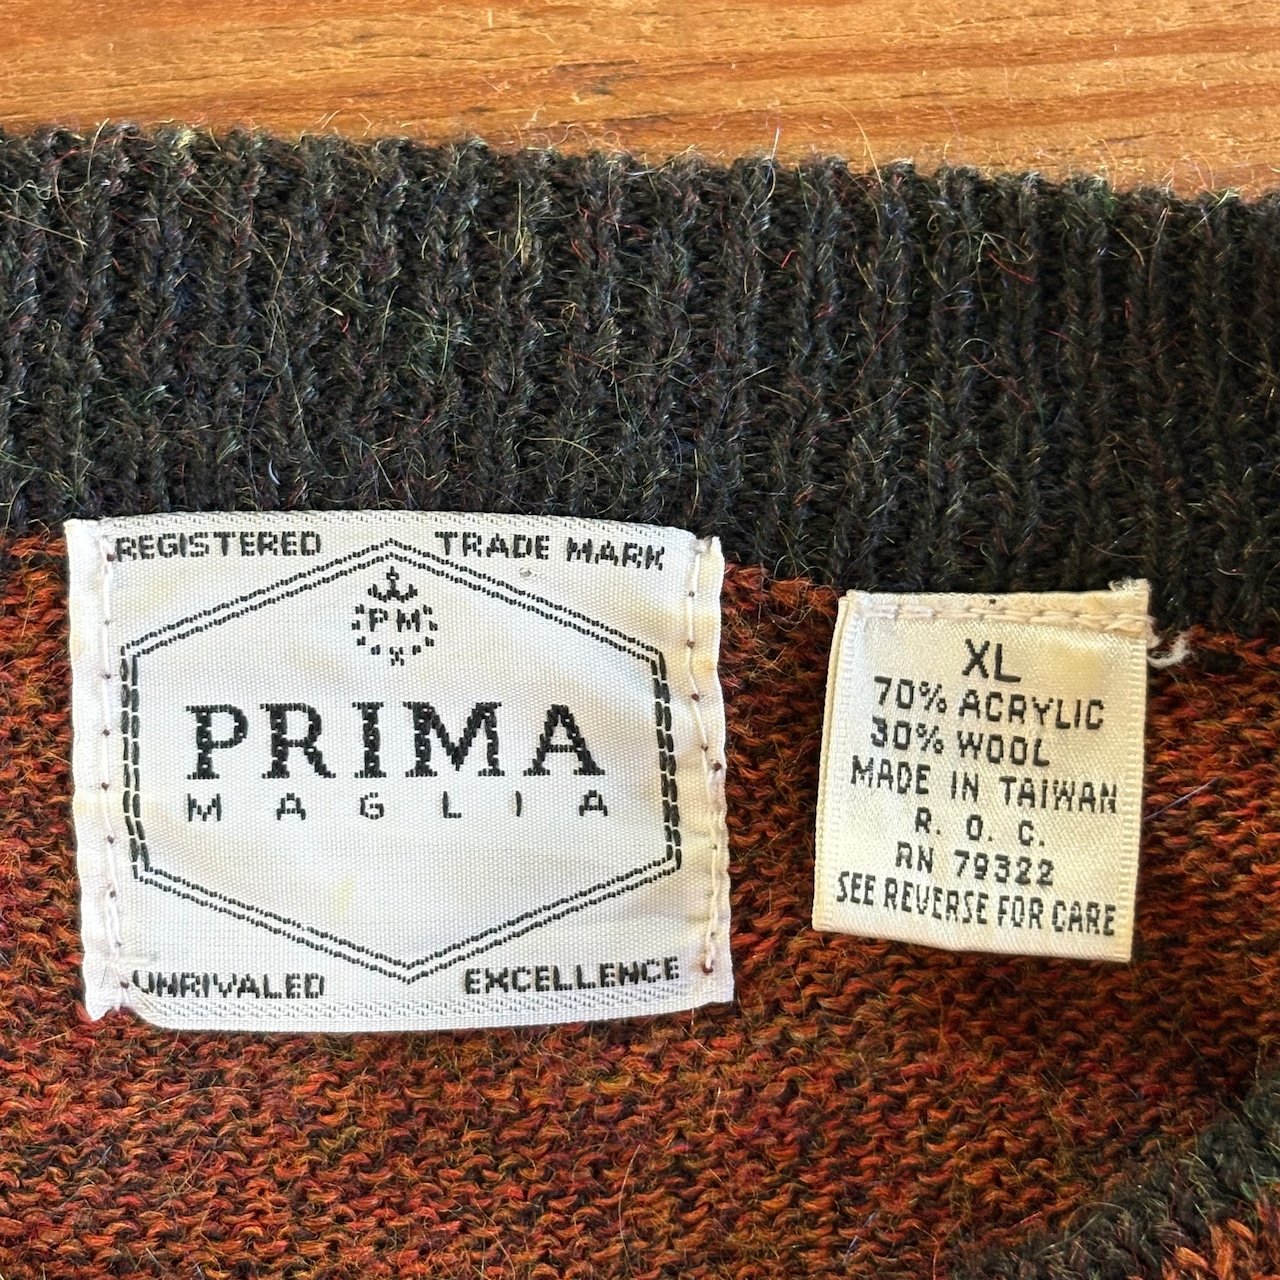 REGISTERED TRADE MARK
PM
PRIMA
MAGLIA
UNRIVALED EXCELLENCE
XL
70% ACRYLIC
30% WOOL
MADE IN TAIWAN
R. O. C.
RN 79322
SEE REVERSE FOR CARE